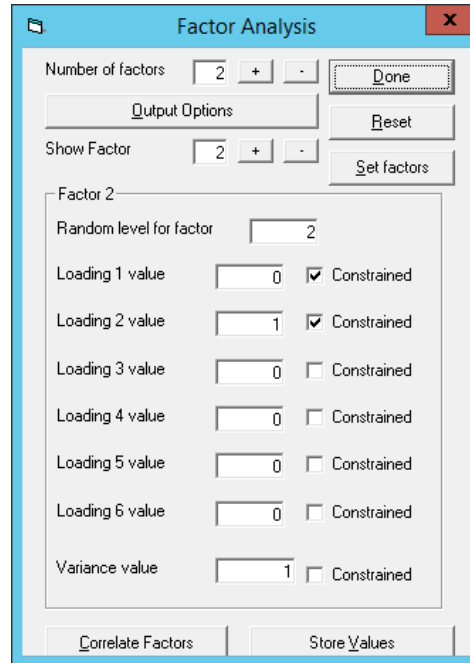 Factor Analysis x
Number of factors 2 + - Done
Output Options Reset
Show Factor 2 + - Set factors
Factor 2
Random level for factor 2
Loading 1 value 0 Constrained
Loading 2 value 1 Constrained
Loading 3 value 0 Constrained
Loading 4 value 0 Constrained
Loading 5 value 0 Constrained
Loading 6 value 0 Constrained
Variance value 1 Constrained
Correlate Factors Store Values